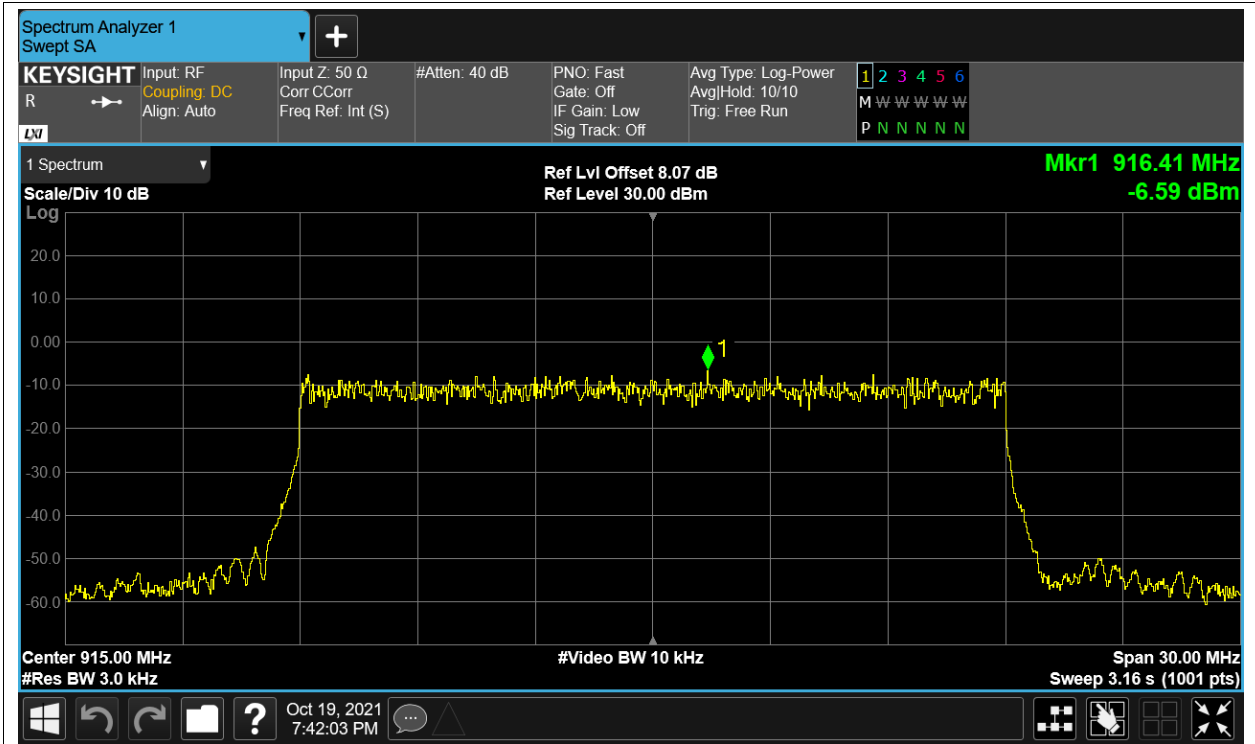 Spectrum Analyzer 1
Swept SA
KEYSIGHT
R
LXI
Input: RF
Coupling: DC
Align: Auto
Input Z: 50 Ω
Corr CCorr
Freq Ref: Int (S)
#Atten: 40 dB
PNO: Fast
Gate: Off
IF Gain: Low
Sig Track: Off
Avg Type: Log-Power
Avg|Hold: 10/10
Trig: Free Run
1 2 3 4 5 6
M W W W W W
P N N N N N
1 Spectrum
Scale/Div 10 dB
Log
Ref Lvl Offset 8.07 dB
Ref Level 30.00 dBm
Mkr1 916.41 MHz
-6.59 dBm
20.0
10.0
0.00
-10.0
-20.0
-30.0
-40.0
-50.0
-60.0
1
Center 915.00 MHz
#Res BW 3.0 kHz
#Video BW 10 kHz
Span 30.00 MHz
Sweep 3.16 s (1001 pts)
?
Oct 19, 2021
7:42:03 PM